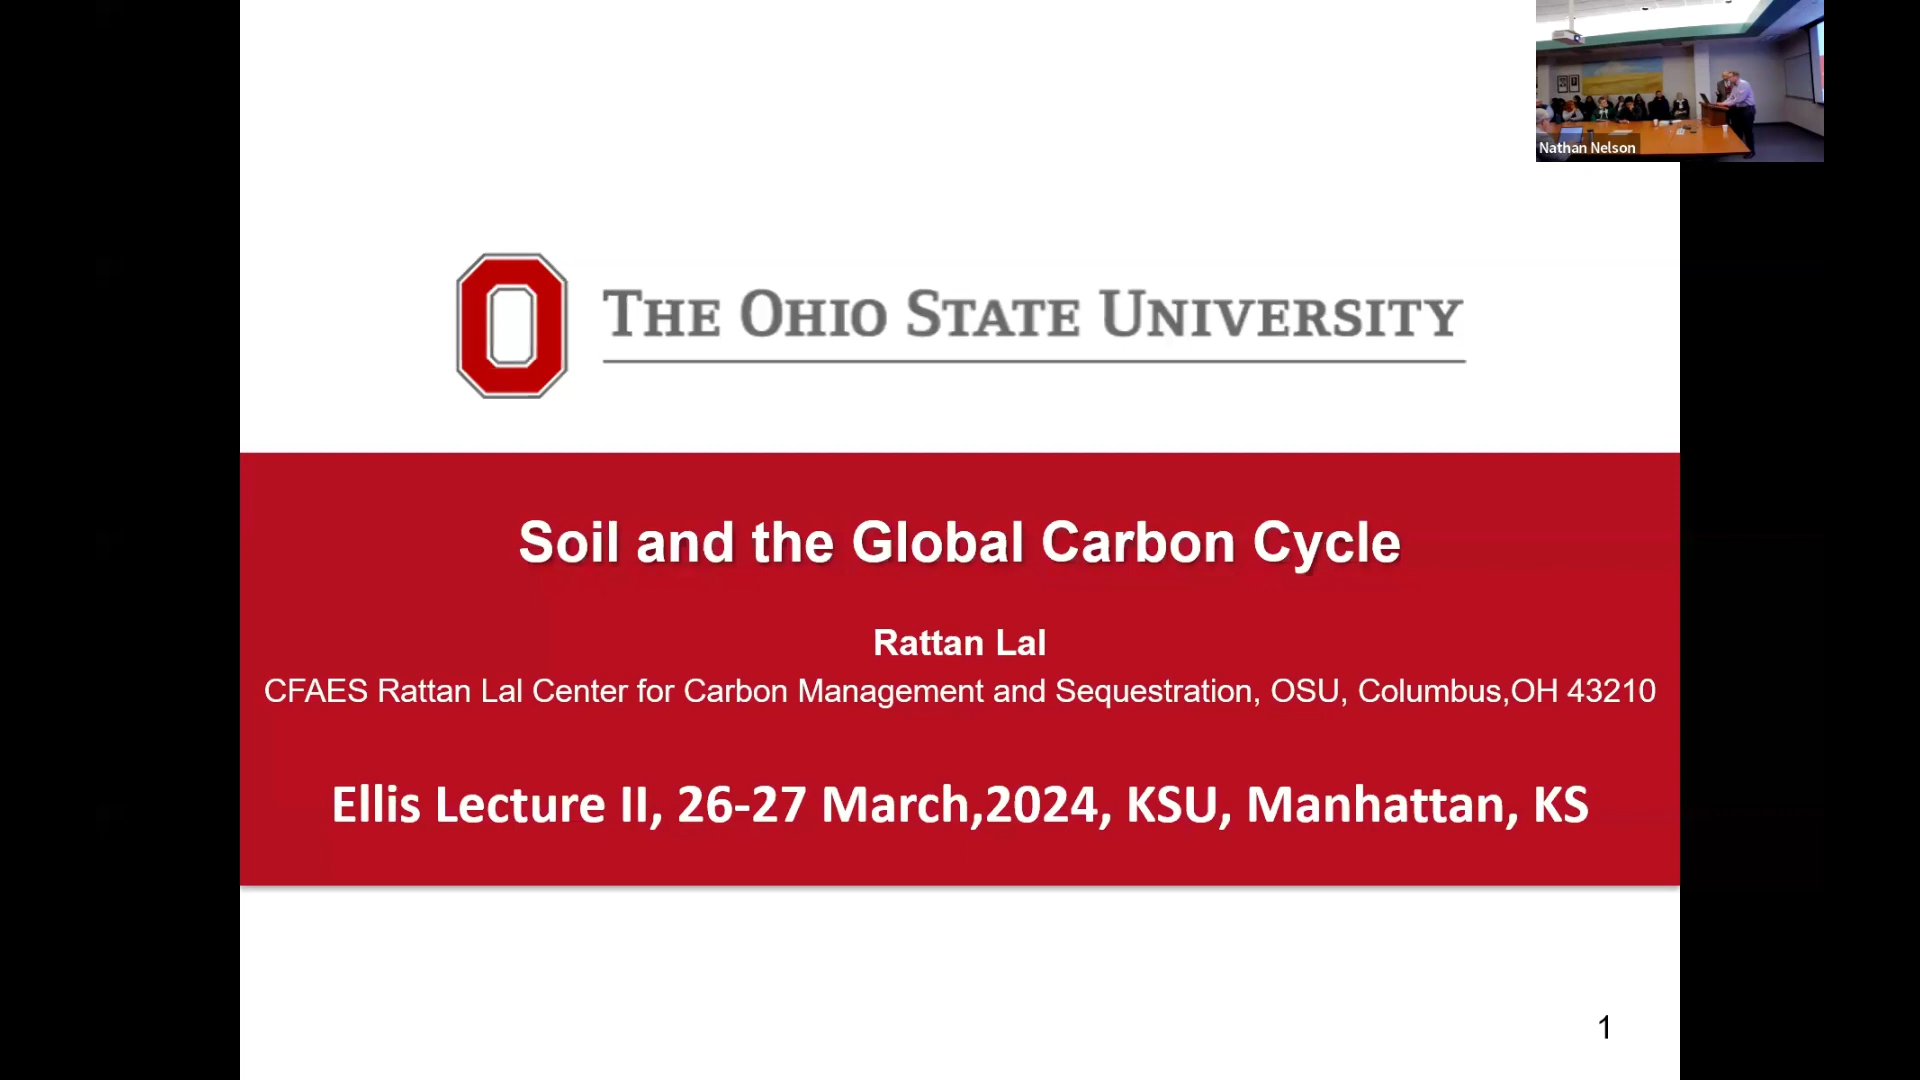 Nathan Nelson
THE OHIO STATE UNIVERSITY
Soil and the Global Carbon Cycle
Rattan Lal
CFAES Rattan Lal Center for Carbon Management and Sequestration, OSU, Columbus,OH 43210
Ellis Lecture II, 26-27 March,2024, KSU, Manhattan, KS
1